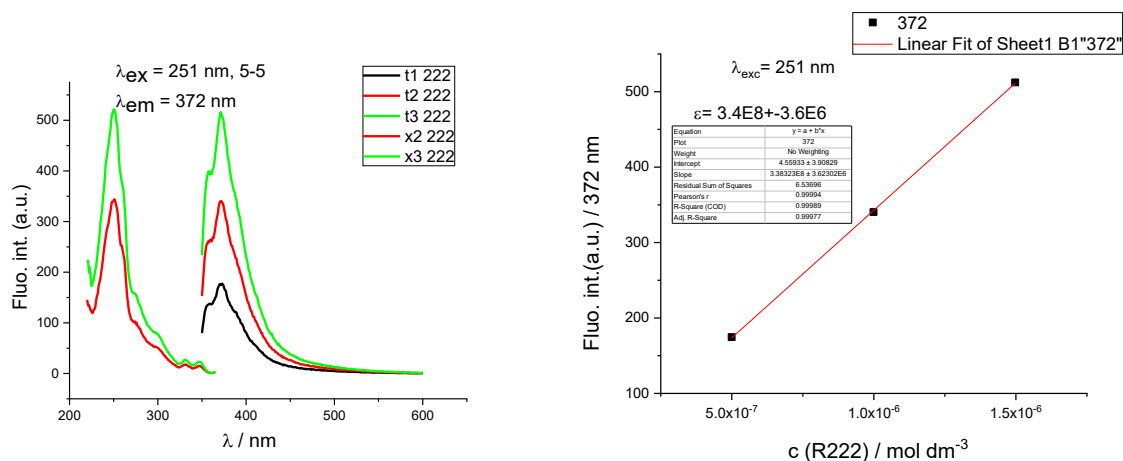 λex = 251 nm, 5-5
λem = 372 nm
t1 222
t2 222
t3 222
x2 222
x3 222
Fluo. int. (a.u.)
500
400
300
200
100
0
200
300
400
500
600
λ / nm
372
Linear Fit of Sheet1 B1"372"
λexc = 251 nm
ε= 3.4E8+-3.6E6
Equation y = a + b*x
Plot 372
Weight No Weighting
Intercept 4.55933 ± 3.90829
Slope 3.38323E8 ± 3.62302E6
Residual Sum of Squares 6.53696
Pearson's r 0.99994
R-Square (COD) 0.99989
Adj. R-Square 0.99977
Fluo. int.(a.u.) / 372 nm
500
400
300
200
100
5.0x10-7
1.0x10-6
1.5x10-6
c (R222) / mol dm-3